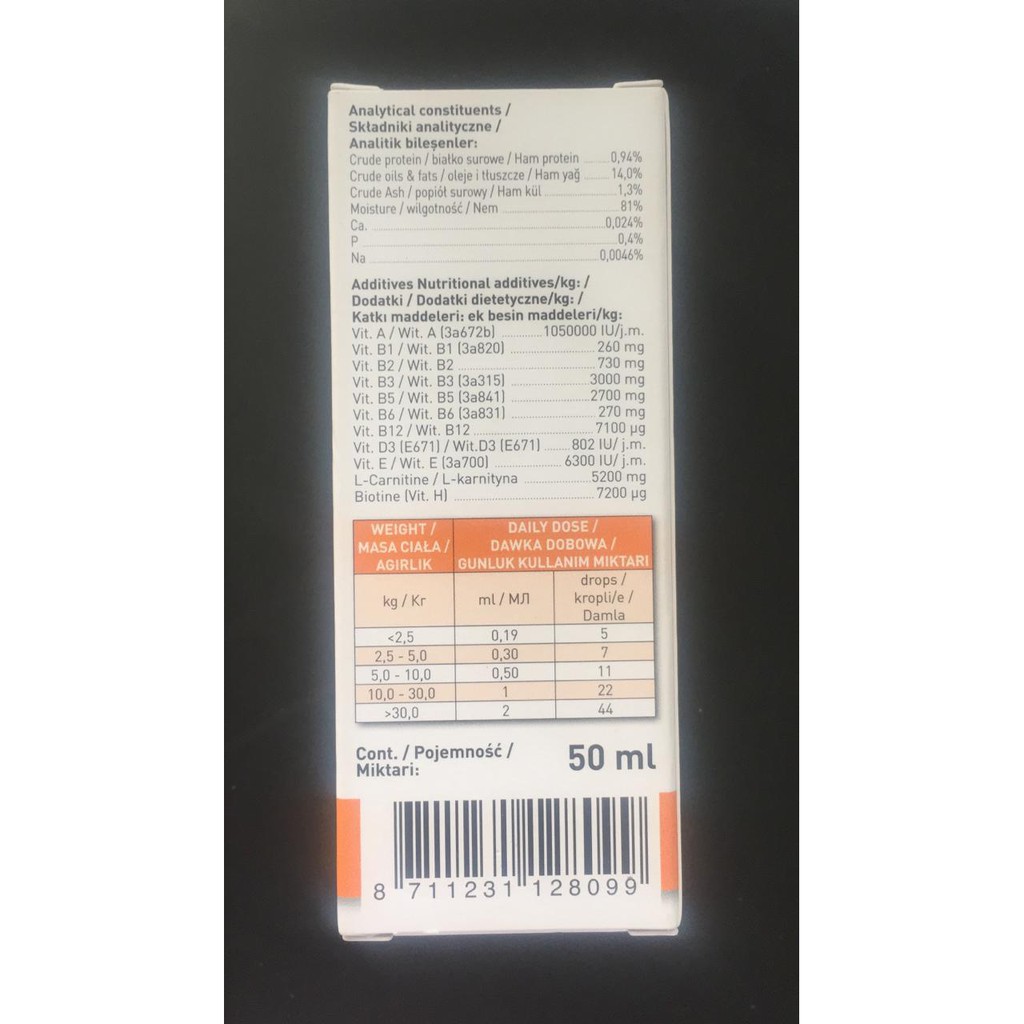 Analytical constituents /
Składniki analityczne /
Analitik bileşenler:
Crude protein / białko surowe / Ham protein ..... 0,94%
Crude oils & fats / oleje i tłuszcze / Ham yağ ..... 14,0%
Crude Ash / popiół surowy / Ham kül ..... 1,3%
Moisture / wilgotność / Nem ..... 81%
Ca. ..... 0,024%
P ..... 0,4%
Na ..... 0,0046%
Additives Nutritional additives/kg: /
Dodatki / Dodatki dietetyczne/kg: /
Katkı maddeleri: ek besin maddeleri/kg:
Vit. A / Wit. A (3a672b) ..... 1050000 IU/j.m.
Vit. B1 / Wit. B1 (3a820) ..... 260 mg
Vit. B2 / Wit. B2 ..... 730 mg
Vit. B3 / Wit. B3 (3a315) ..... 3000 mg
Vit. B5 / Wit. B5 (3a841) ..... 2700 mg
Vit. B6 / Wit. B6 (3a831) ..... 270 mg
Vit. B12 / Wit. B12 ..... 7100 µg
Vit. D3 (E671) / Wit.D3 (E671) ..... 802 IU/ j.m.
Vit. E / Wit. E (3a700) ..... 6300 IU/ j.m.
L-Carnitine / L-karnityna ..... 5200 mg
Biotine (Vit. H) ..... 7200 µg
WEIGHT /
MASA CIAŁA /
AGIRLIK
DAILY DOSE /
DAWKA DOBOWA /
GUNLUK KULLANIM MIKTARI
kg / Kr
ml / МЛ
drops /
kropli/e /
Damla
<2,5 0,19 5
2,5 - 5,0 0,30 7
5,0 - 10,0 0,50 11
10,0 - 30,0 1 22
>30,0 2 44
Cont. / Pojemność /
Miktari:
50 ml
8 711231 128099